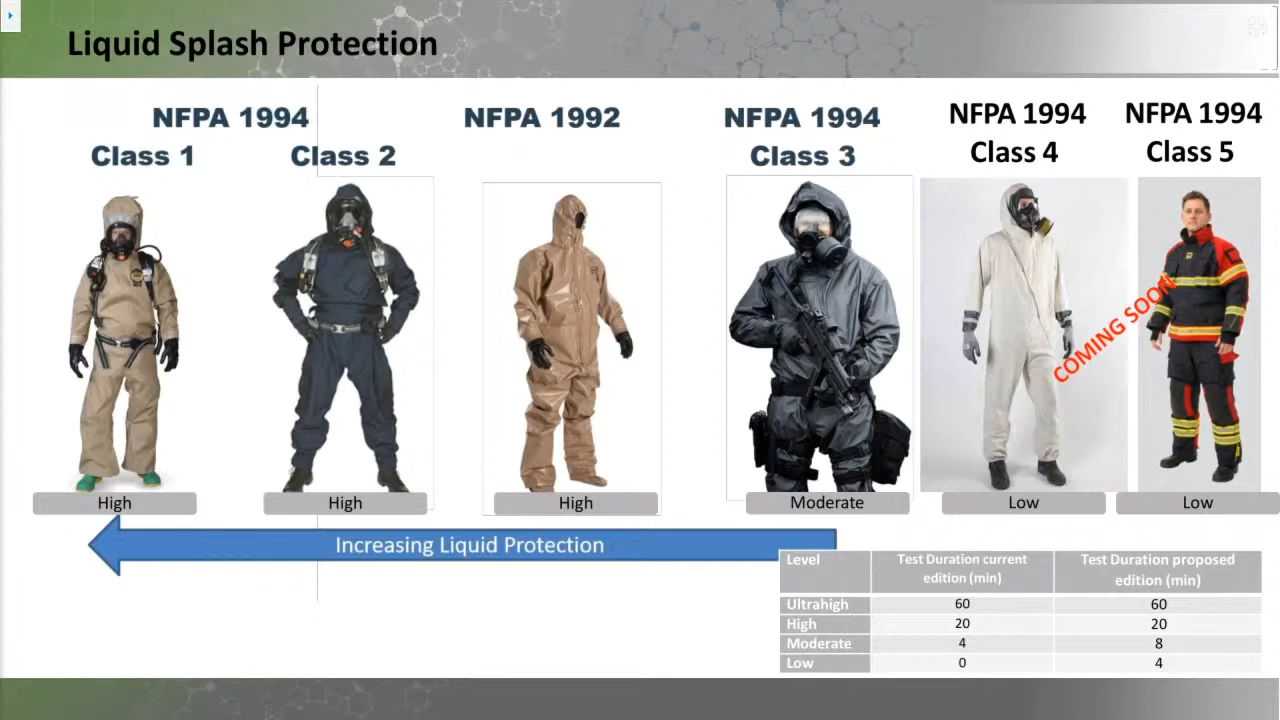 Liquid Splash Protection
NFPA 1994
Class 1
Class 2
NFPA 1992
NFPA 1994
Class 3
NFPA 1994
Class 4
NFPA 1994
Class 5
COMING SOON
High
High
High
Moderate
Low
Low
Increasing Liquid Protection
Level Test Duration current edition (min) Test Duration proposed edition (min)
Ultrahigh 60 60
High 20 20
Moderate 4 8
Low 0 4